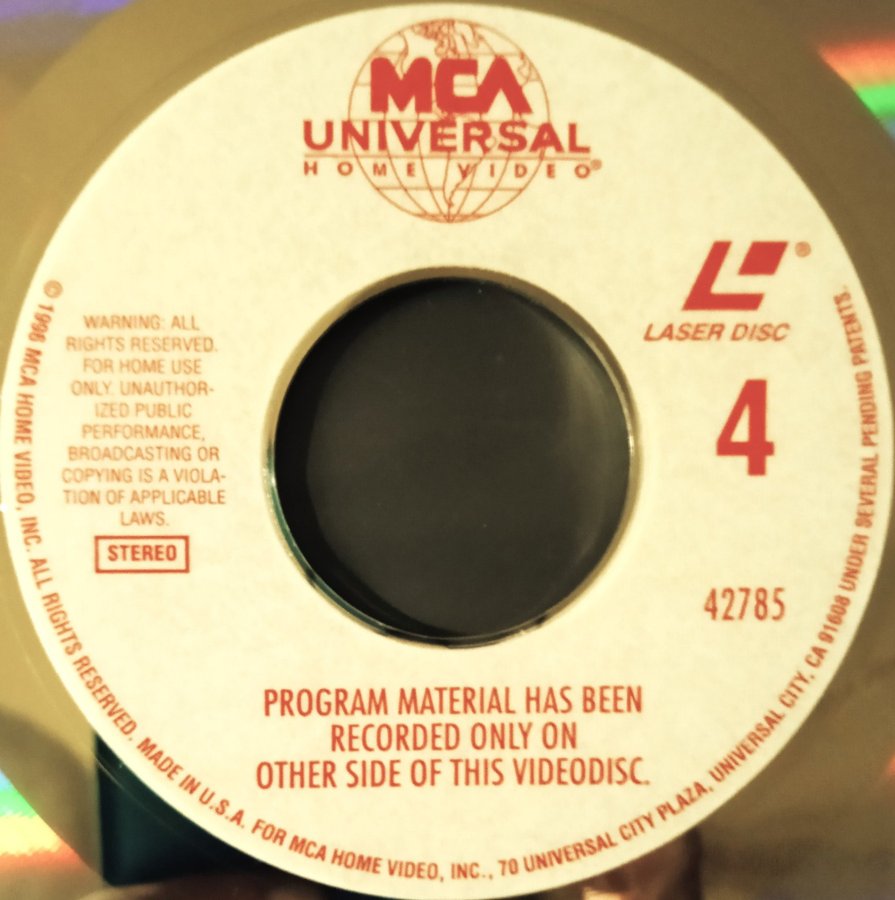 MCA
UNIVERSAL
HOME VIDEO®
LASER DISC ®
4
WARNING: ALL
RIGHTS RESERVED.
FOR HOME USE
ONLY. UNAUTHOR-
IZED PUBLIC
PERFORMANCE,
BROADCASTING OR
COPYING IS A VIOLA-
TION OF APPLICABLE
LAWS.
STEREO
42785
PROGRAM MATERIAL HAS BEEN
RECORDED ONLY ON
OTHER SIDE OF THIS VIDEODISC.
© 1996 MCA HOME VIDEO, INC. ALL RIGHTS RESERVED. MADE IN U.S.A. FOR MCA HOME VIDEO, INC., 70 UNIVERSAL CITY PLAZA, UNIVERSAL CITY, CA 91608 UNDER SEVERAL PENDING PATENTS.